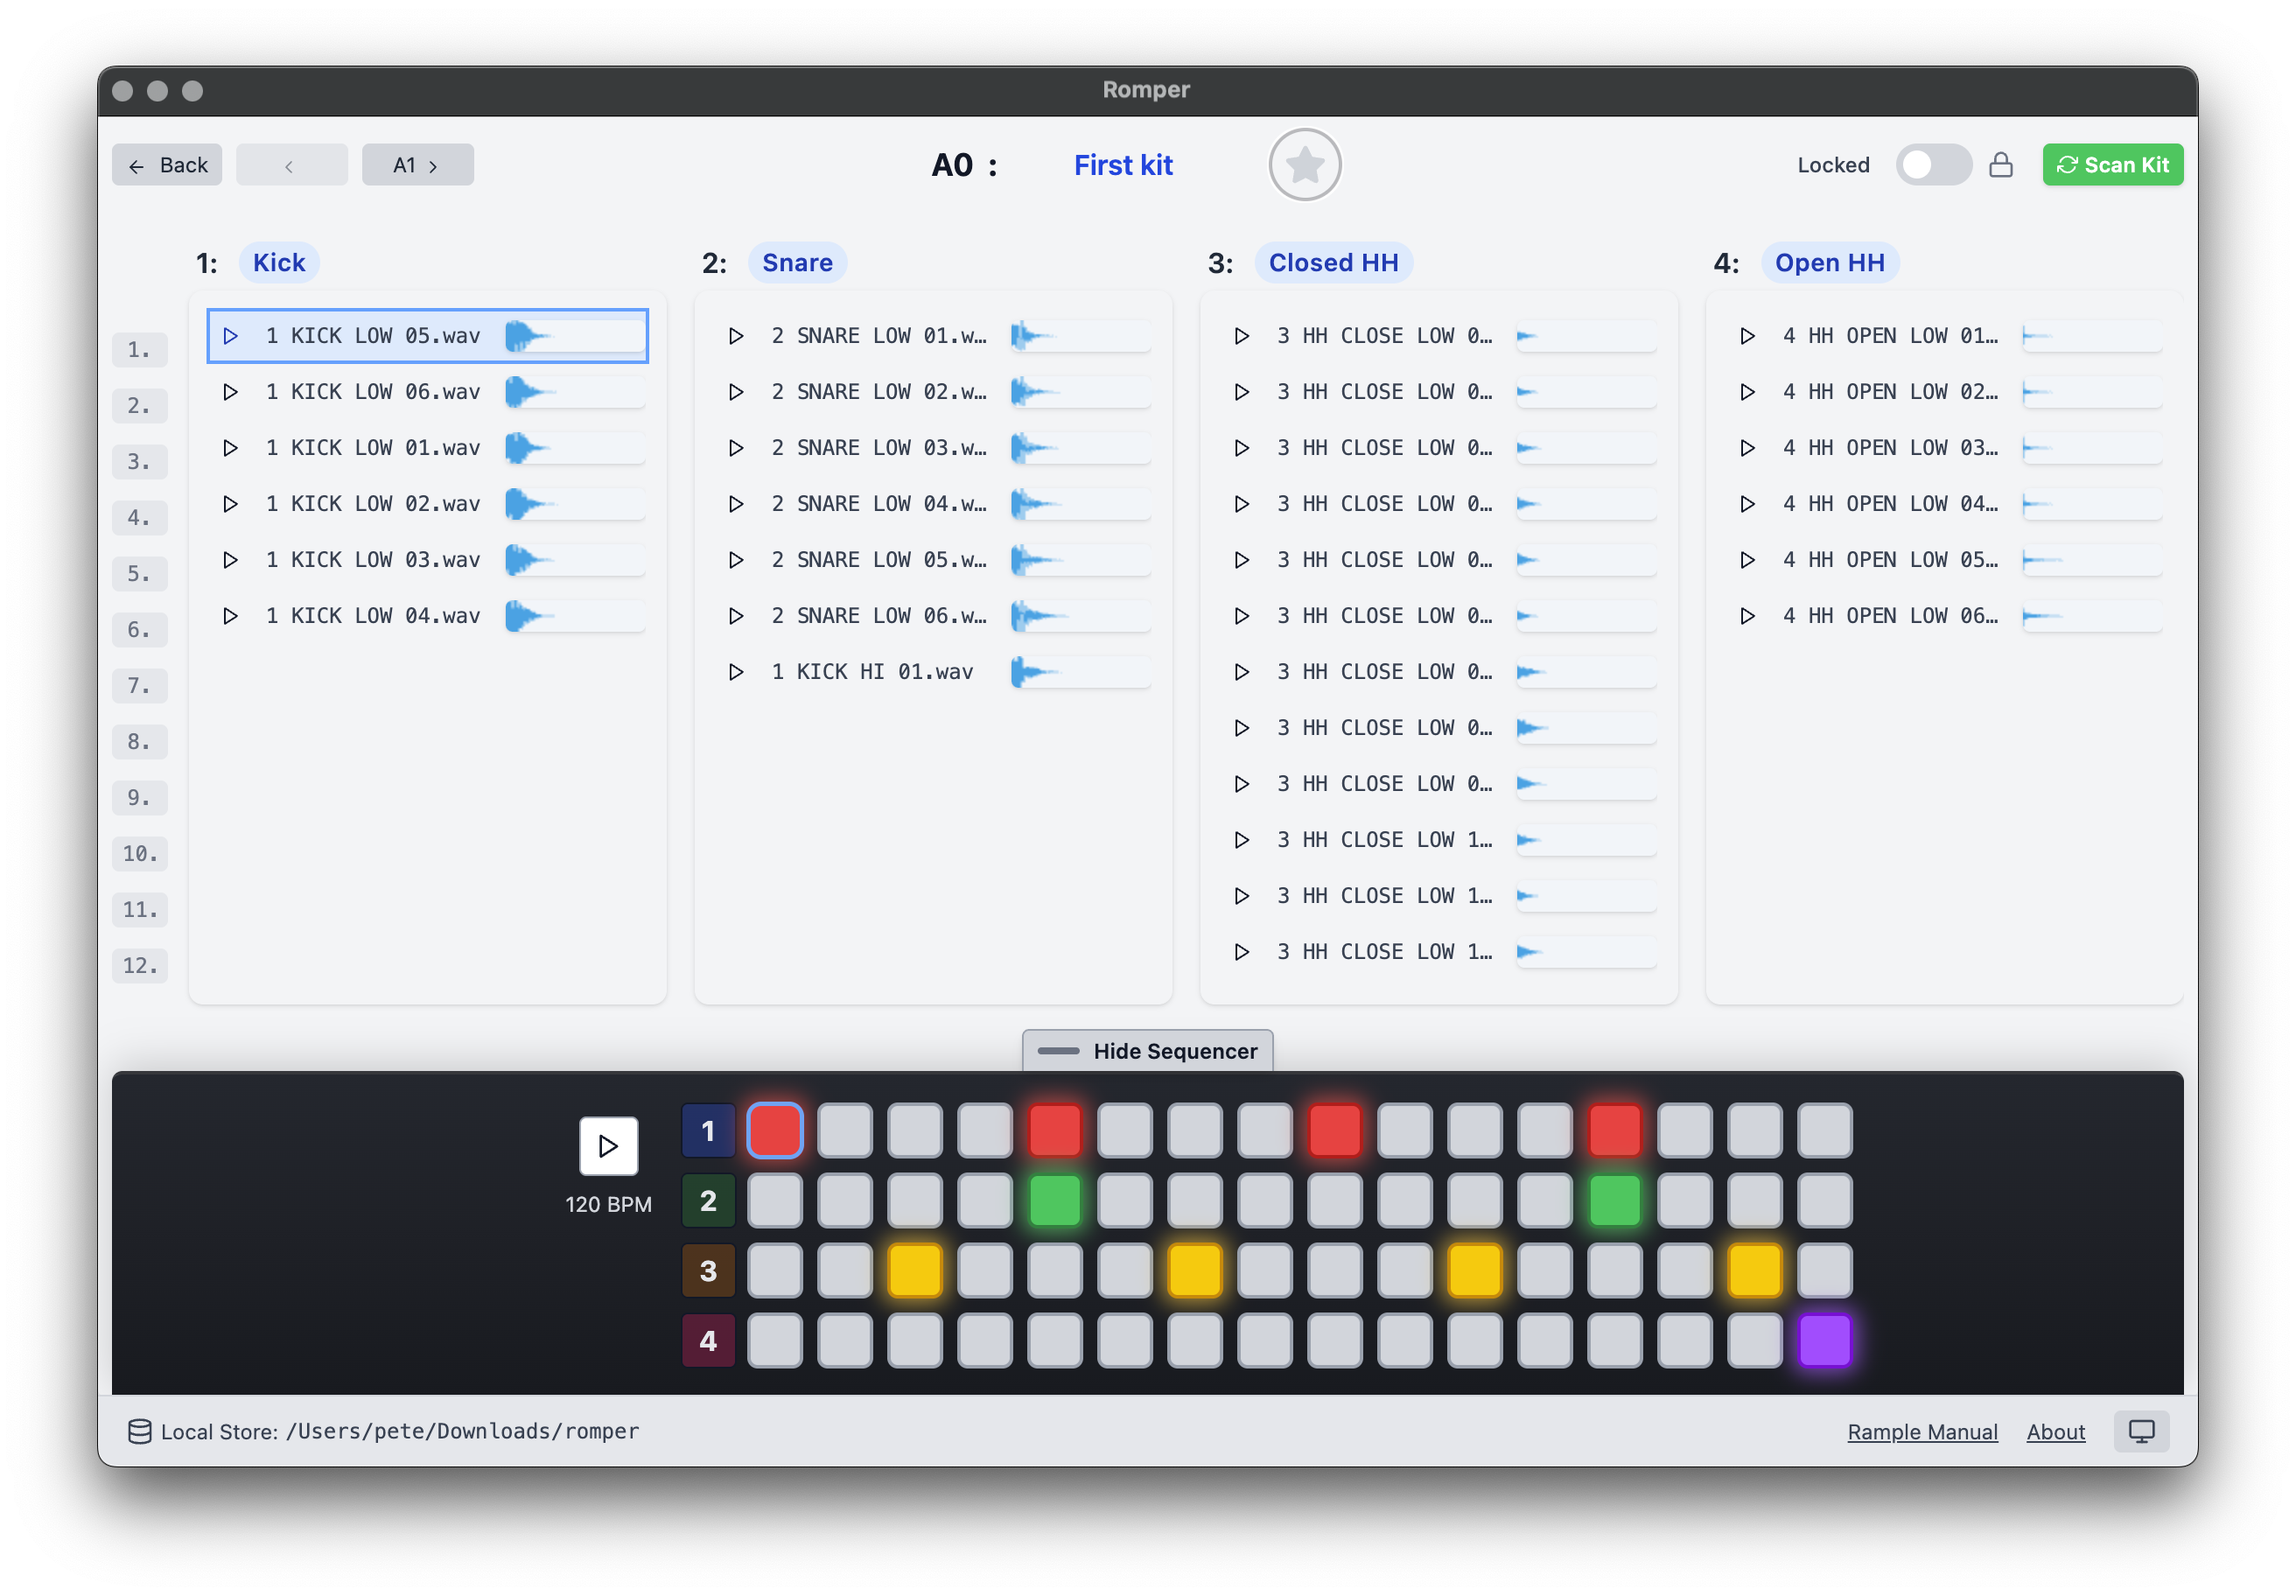 Romper
← Back
<
A1 >
A0 :
First kit
Locked
Scan Kit
1: Kick
2: Snare
3: Closed HH
4: Open HH
1. 1 KICK LOW 05.wav 2 SNARE LOW 01.w… 3 HH CLOSE LOW 0… 4 HH OPEN LOW 01…
2. 1 KICK LOW 06.wav 2 SNARE LOW 02.w… 3 HH CLOSE LOW 0… 4 HH OPEN LOW 02…
3. 1 KICK LOW 01.wav 2 SNARE LOW 03.w… 3 HH CLOSE LOW 0… 4 HH OPEN LOW 03…
4. 1 KICK LOW 02.wav 2 SNARE LOW 04.w… 3 HH CLOSE LOW 0… 4 HH OPEN LOW 04…
5. 1 KICK LOW 03.wav 2 SNARE LOW 05.w… 3 HH CLOSE LOW 0… 4 HH OPEN LOW 05…
6. 1 KICK LOW 04.wav 2 SNARE LOW 06.w… 3 HH CLOSE LOW 0… 4 HH OPEN LOW 06…
7. 1 KICK HI 01.wav 3 HH CLOSE LOW 0…
8. 3 HH CLOSE LOW 0…
9. 3 HH CLOSE LOW 0…
10. 3 HH CLOSE LOW 1…
11. 3 HH CLOSE LOW 1…
12. 3 HH CLOSE LOW 1…
Hide Sequencer
120 BPM
1
2
3
4
Local Store: /Users/pete/Downloads/romper
Rample Manual
About